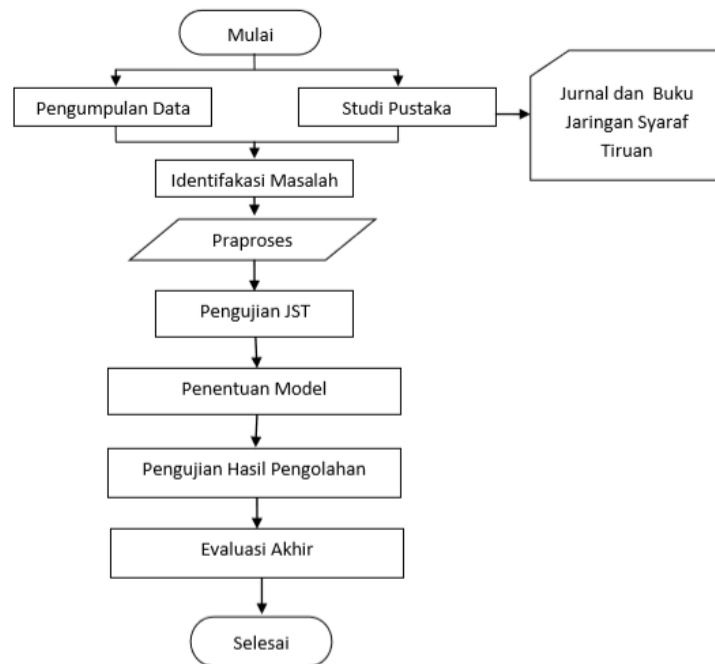 Mulai
Pengumpulan Data
Studi Pustaka
Jurnal dan Buku
Jaringan Syaraf
Tiruan
Identifakasi Masalah
Praproses
Pengujian JST
Penentuan Model
Pengujian Hasil Pengolahan
Evaluasi Akhir
Selesai